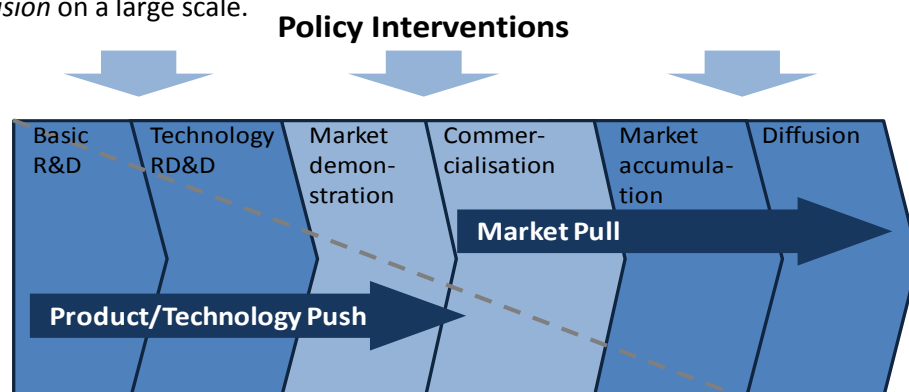 usion on a large scale.
Policy Interventions
Basic
R&D
Technology
RD&D
Market
demon-
stration
Commer-
cialisation
Market
accumula-
tion
Diffusion
Market Pull
Product/Technology Push